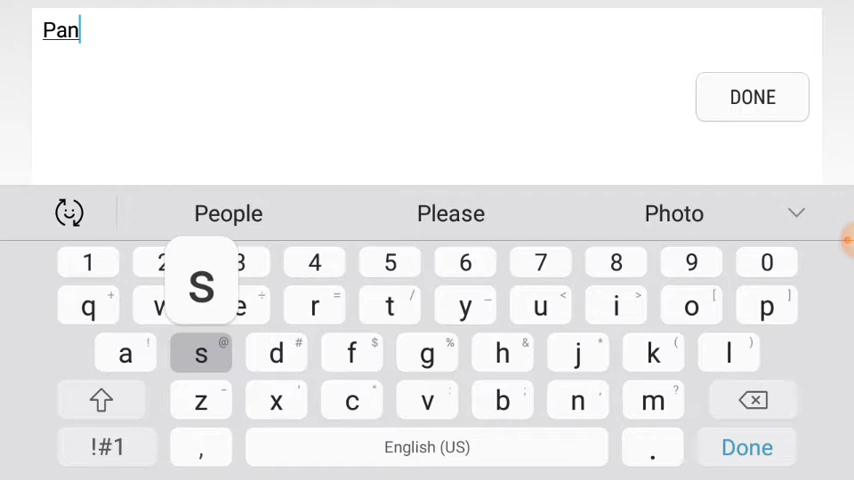 Pan
DONE
People Please Photo
1 2 3 4 5 6 7 8 9 0
s
q + w e ÷ r = t / y _ u < i > o [ p ]
a ! s @ d # f $ g % h & j * k ( l )
z - x c " v : b ; n , m ?
!#1 , English (US) . Done